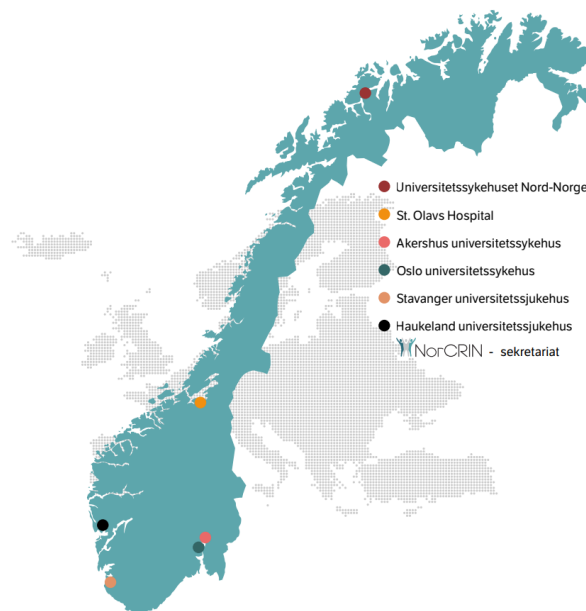 Universitetssykehuset Nord-Norge
St. Olavs Hospital
Akershus universitetssykehus
Oslo universitetssykehus
Stavanger universitetssjukehus
Haukeland universitetssjukehus
NorCRIN - sekretariat